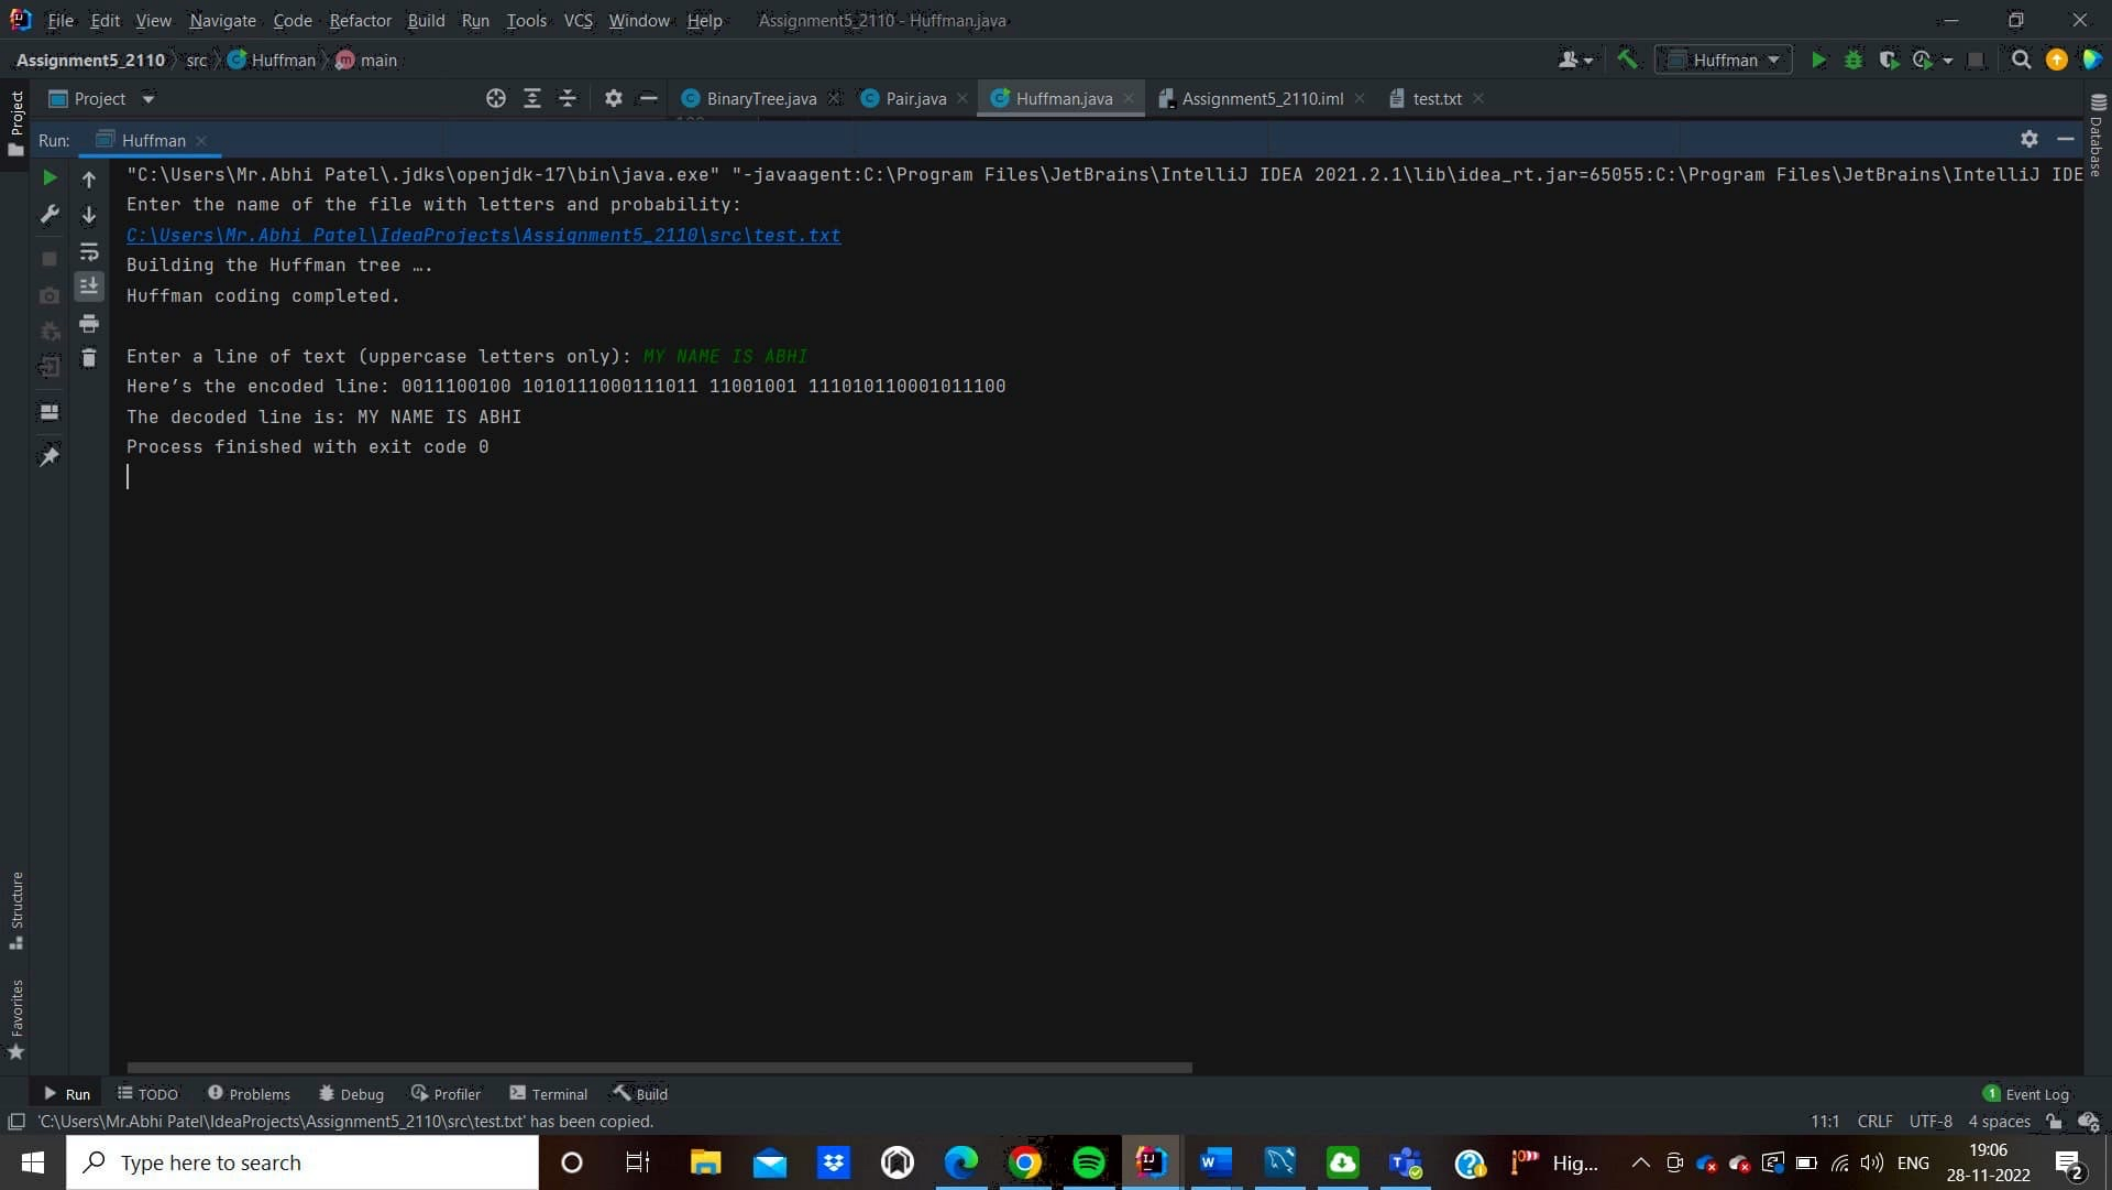 File Edit View Navigate Code Refactor Build Run Tools VCS Window Help Assignment5_2110 - Huffman.java
Assignment5_2110 src Huffman main Huffman
Project BinaryTree.java Pair.java Huffman.java Assignment5_2110.iml test.txt
Project
Database
Run: Huffman
"C:\Users\Mr.Abhi Patel\.jdks\openjdk-17\bin\java.exe" "-javaagent:C:\Program Files\JetBrains\IntelliJ IDEA 2021.2.1\lib\idea_rt.jar=65055:C:\Program Files\JetBrains\IntelliJ IDE
Enter the name of the file with letters and probability:
C:\Users\Mr.Abhi Patel\IdeaProjects\Assignment5_2110\src\test.txt
Building the Huffman tree ….
Huffman coding completed.
Enter a line of text (uppercase letters only): MY NAME IS ABHI
Here’s the encoded line: 0011100100 1010111000111011 11001001 111010110001011100
The decoded line is: MY NAME IS ABHI
Process finished with exit code 0
Structure
Favorites
Run TODO Problems Debug Profiler Terminal Build 1 Event Log
'C:\Users\Mr.Abhi Patel\IdeaProjects\Assignment5_2110\src\test.txt' has been copied. 11:1 CRLF UTF-8 4 spaces
Type here to search Hig... ENG 19:06
28-11-2022 2